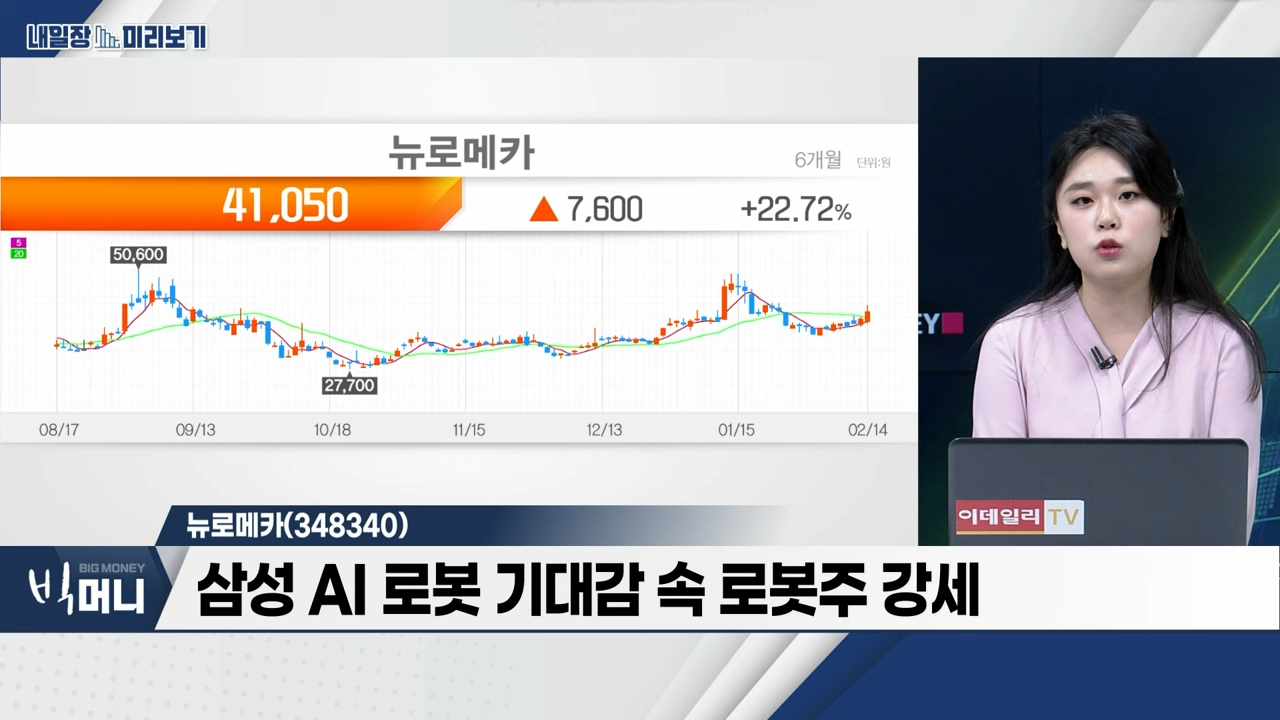 내일장 미리보기
뉴로메카
6개월 단위:원
41,050 ▲ 7,600 +22.72%
5
20
50,600
27,700
08/17 09/13 10/18 11/15 12/13 01/15 02/14
EY
이데일리 TV
뉴로메카(348340)
BIG MONEY
빅머니
삼성 AI 로봇 기대감 속 로봇주 강세